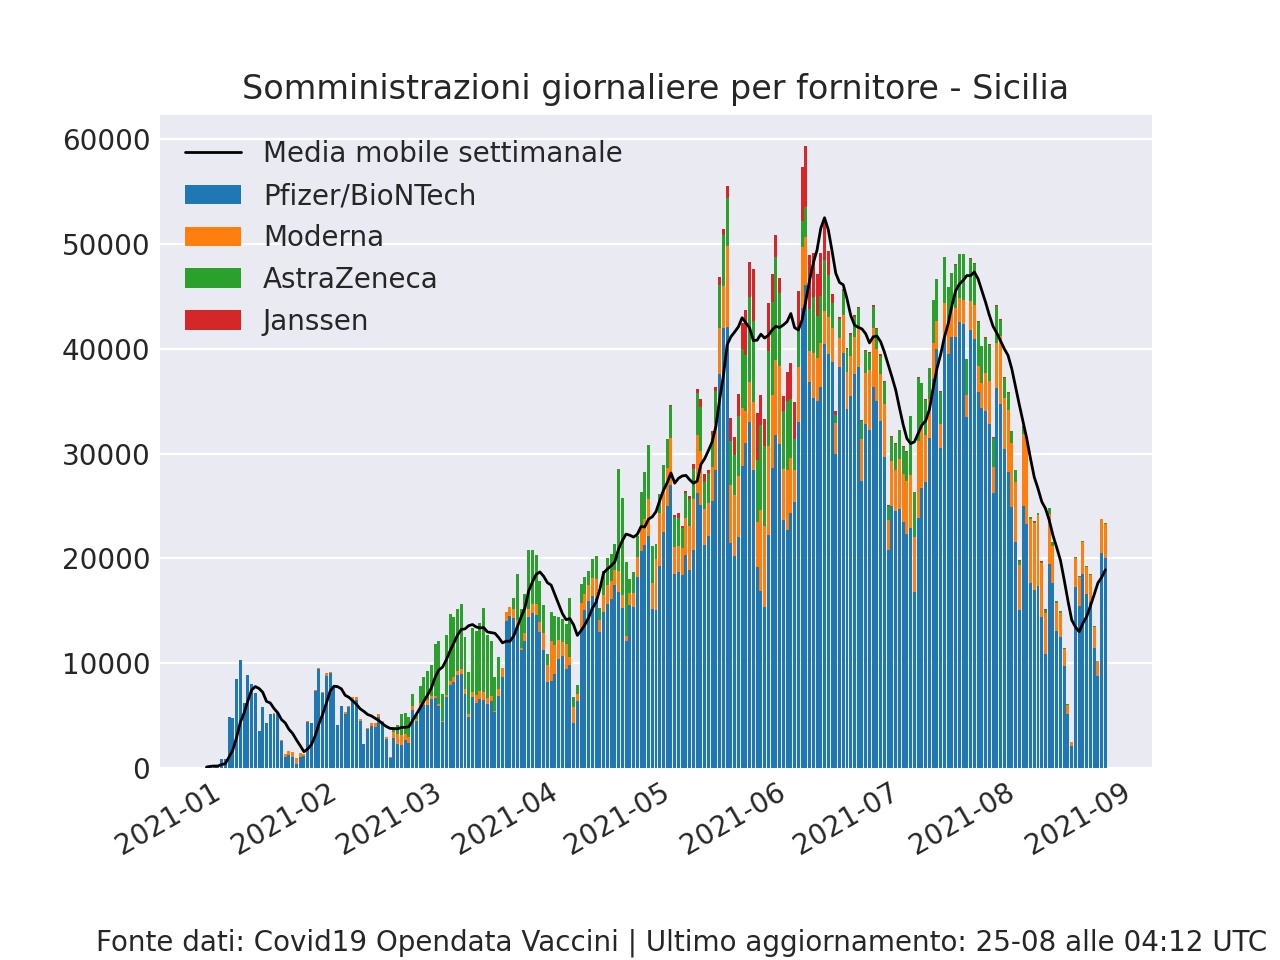 Somministrazioni giornaliere per fornitore - Sicilia
60000
50000
40000
30000
20000
10000
0
Media mobile settimanale
Pfizer/BioNTech
Moderna
AstraZeneca
Janssen
2021-01
2021-02
2021-03
2021-04
2021-05
2021-06
2021-07
2021-08
2021-09
Fonte dati: Covid19 Opendata Vaccini | Ultimo aggiornamento: 25-08 alle 04:12 UTC